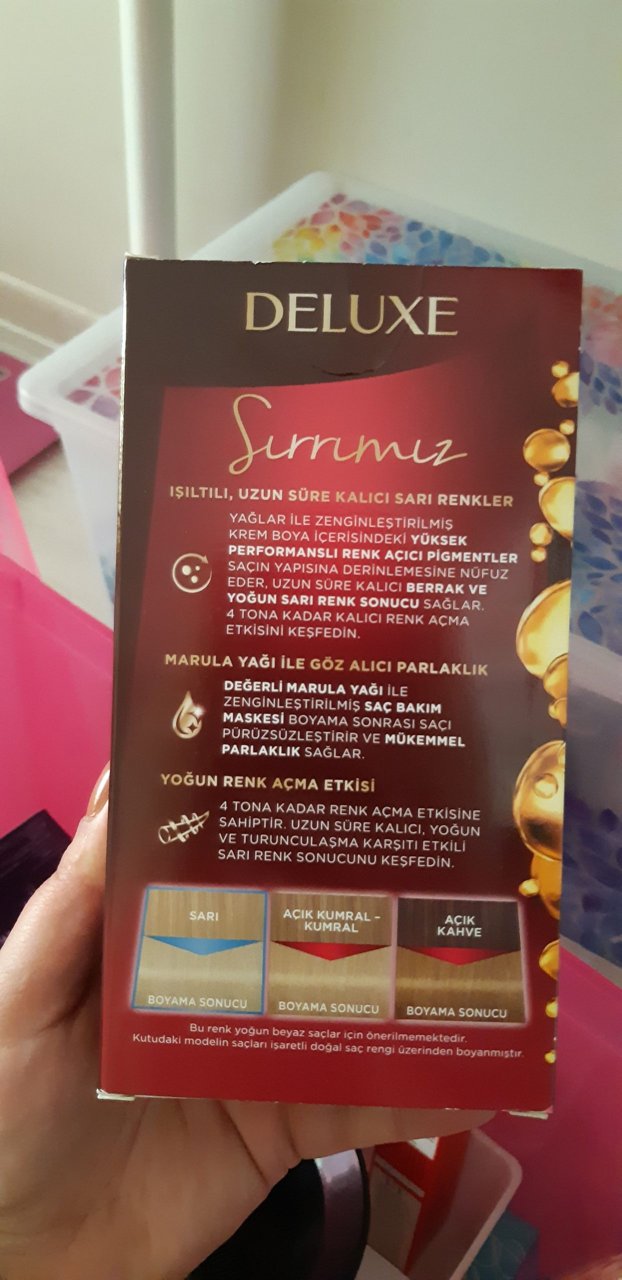 DELUXE
Sırrımız
IŞILTILI, UZUN SÜRE KALICI SARI RENKLER
YAĞLAR İLE ZENGİNLEŞTİRİLMİŞ
KREM BOYA İÇERİSİNDEKİ YÜKSEK
PERFORMANSLI RENK AÇICI PİGMENTLER
SAÇIN YAPISINA DERİNLEMESİNE NÜFUZ
EDER, UZUN SÜRE KALICI BERRAK VE
YOĞUN SARI RENK SONUCU SAĞLAR.
4 TONA KADAR KALICI RENK AÇMA
ETKİSİNİ KEŞFEDİN.
MARULA YAĞI İLE GÖZ ALICI PARLAKLIK
DEĞERLİ MARULA YAĞI İLE
ZENGİNLEŞTİRİLMİŞ SAÇ BAKIM
MASKESİ BOYAMA SONRASI SAÇI
PÜRÜZSÜZLEŞTİRİR VE MÜKEMMEL
PARLAKLIK SAĞLAR.
YOĞUN RENK AÇMA ETKİSİ
4 TONA KADAR RENK AÇMA ETKİSİNE
SAHİPTİR. UZUN SÜRE KALICI, YOĞUN
VE TURUNCULAŞMA KARŞITI ETKİLİ
SARI RENK SONUCUNU KEŞFEDİN.
SARI
BOYAMA SONUCU
AÇIK KUMRAL –
KUMRAL
BOYAMA SONUCU
AÇIK
KAHVE
BOYAMA SONUCU
Bu renk yoğun beyaz saçlar için önerilmemektedir.
Kutudaki modelin saçları işaretli doğal saç rengi üzerinden boyanmıştır.